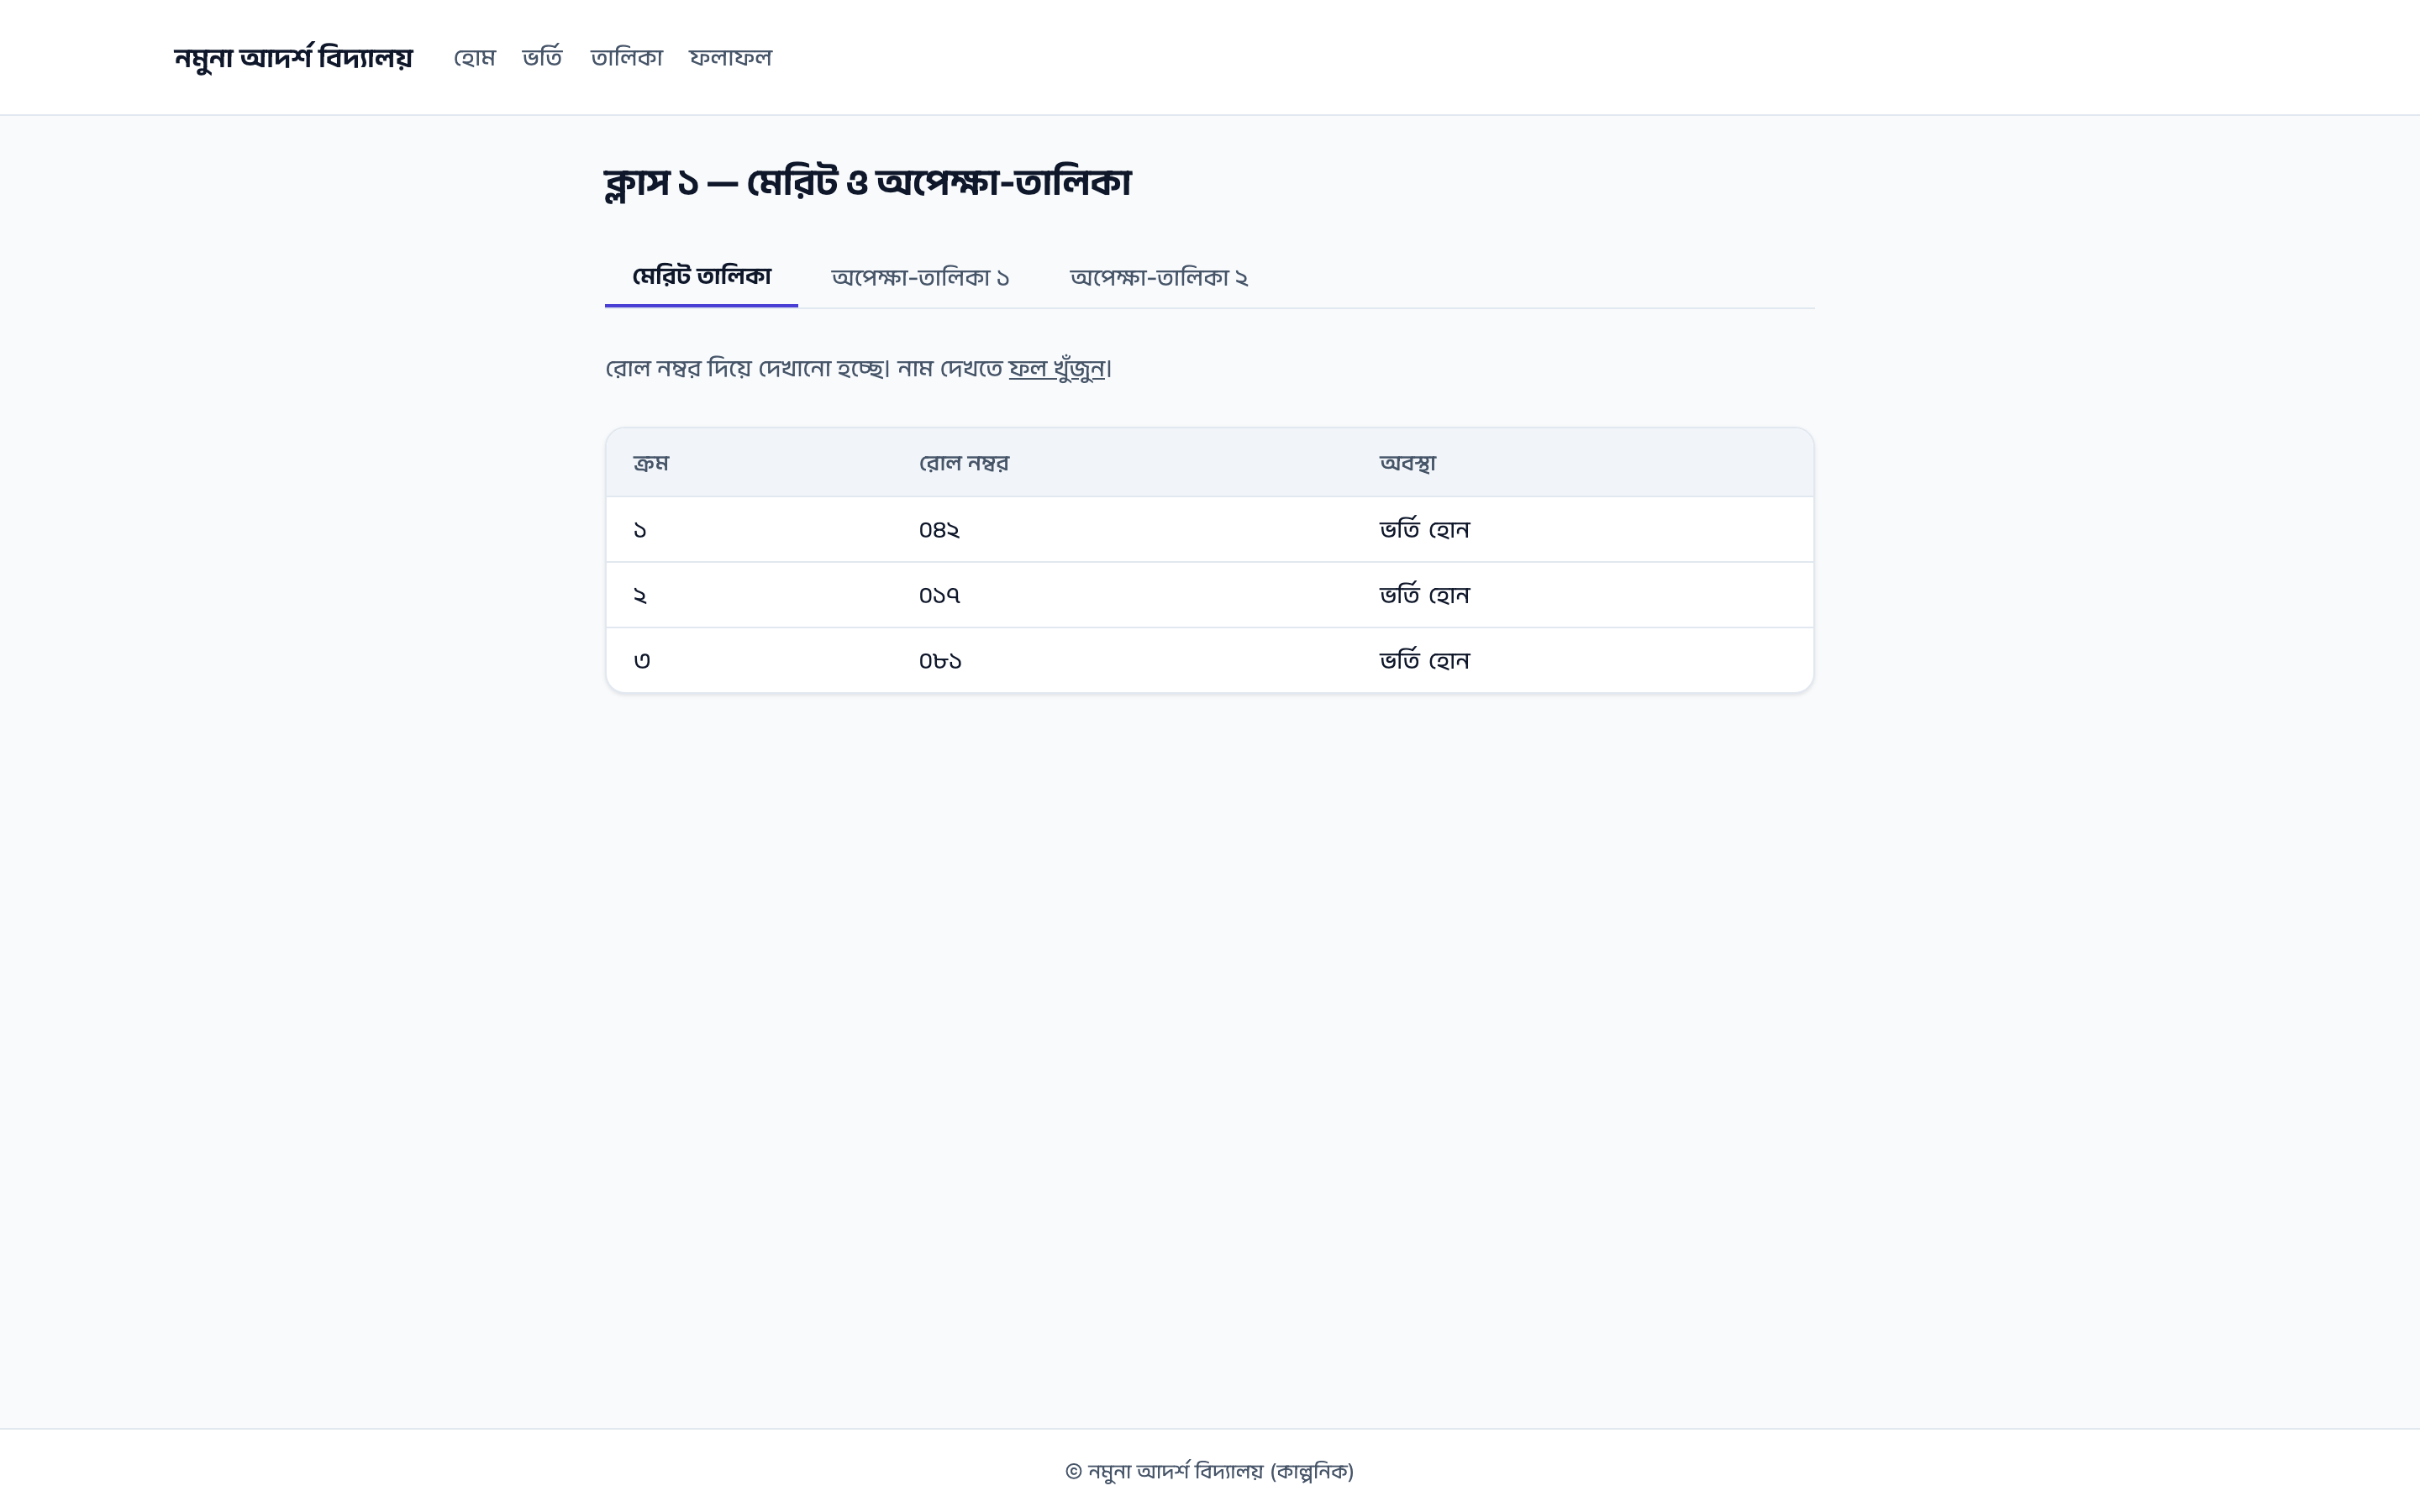 নমুনা আদর্শ বিদ্যালয় হোম ভর্তি তালিকা ফলাফল
ক্লাস ১ — মেরিট ও অপেক্ষা-তালিকা
মেরিট তালিকা অপেক্ষা-তালিকা ১ অপেক্ষা-তালিকা ২
রোল নম্বর দিয়ে দেখানো হচ্ছে। নাম দেখতে ফল খুঁজুন।
ক্রম রোল নম্বর অবস্থা
১ ০৪২ ভর্তি হোন
২ ০১৭ ভর্তি হোন
৩ ০৮১ ভর্তি হোন
© নমুনা আদর্শ বিদ্যালয় (কাল্পনিক)